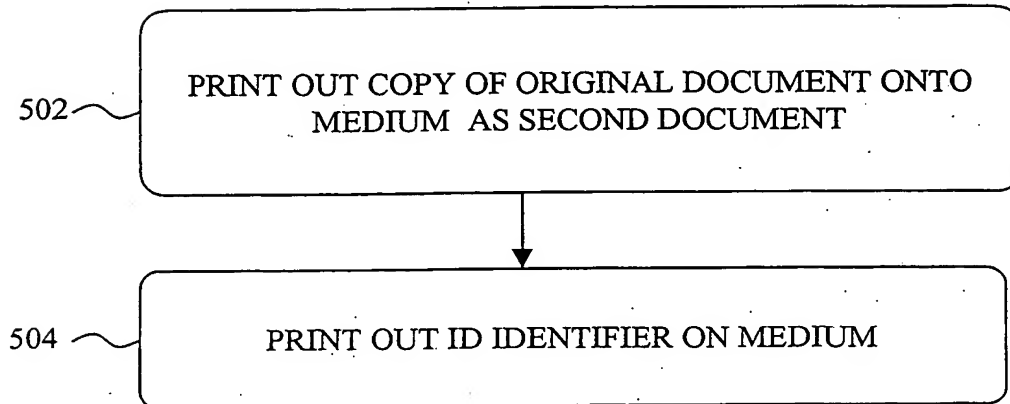 502
PRINT OUT COPY OF ORIGINAL DOCUMENT ONTO
MEDIUM AS SECOND DOCUMENT
504
PRINT OUT ID IDENTIFIER ON MEDIUM